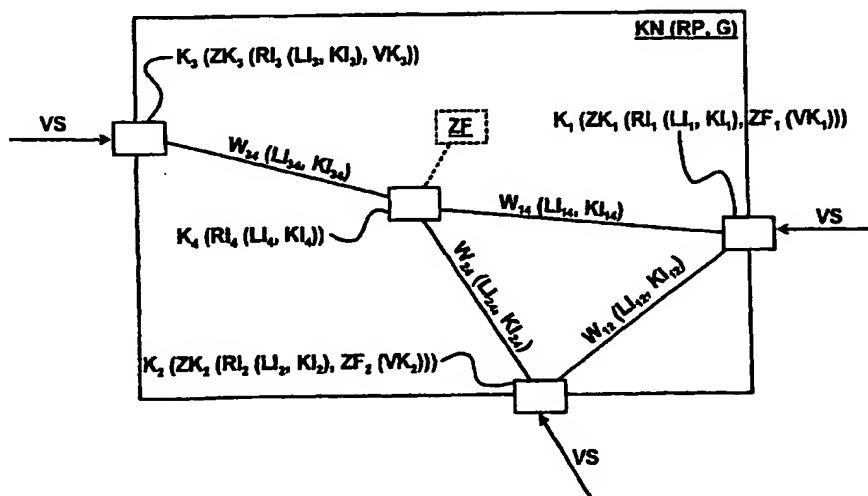 KN (RP, G)
K₃ (ZK₃ (RI₃ (LI₃, KI₃), VK₃))
VS
ZF
K₁ (ZK₁ (RI₁ (LI₁, KI₁), ZF₁ (VK₁)))
W₃₄ (LI₃₄, KI₃₄)
W₁₄ (LI₁₄, KI₁₄)
VS
K₄ (RI₄ (LI₄, KI₄))
W₂₄ (LI₂₄, KI₂₄)
W₁₂ (LI₁₂, KI₁₂)
K₂ (ZK₂ (RI₂ (LI₂, KI₂), ZF₂ (VK₂)))
VS